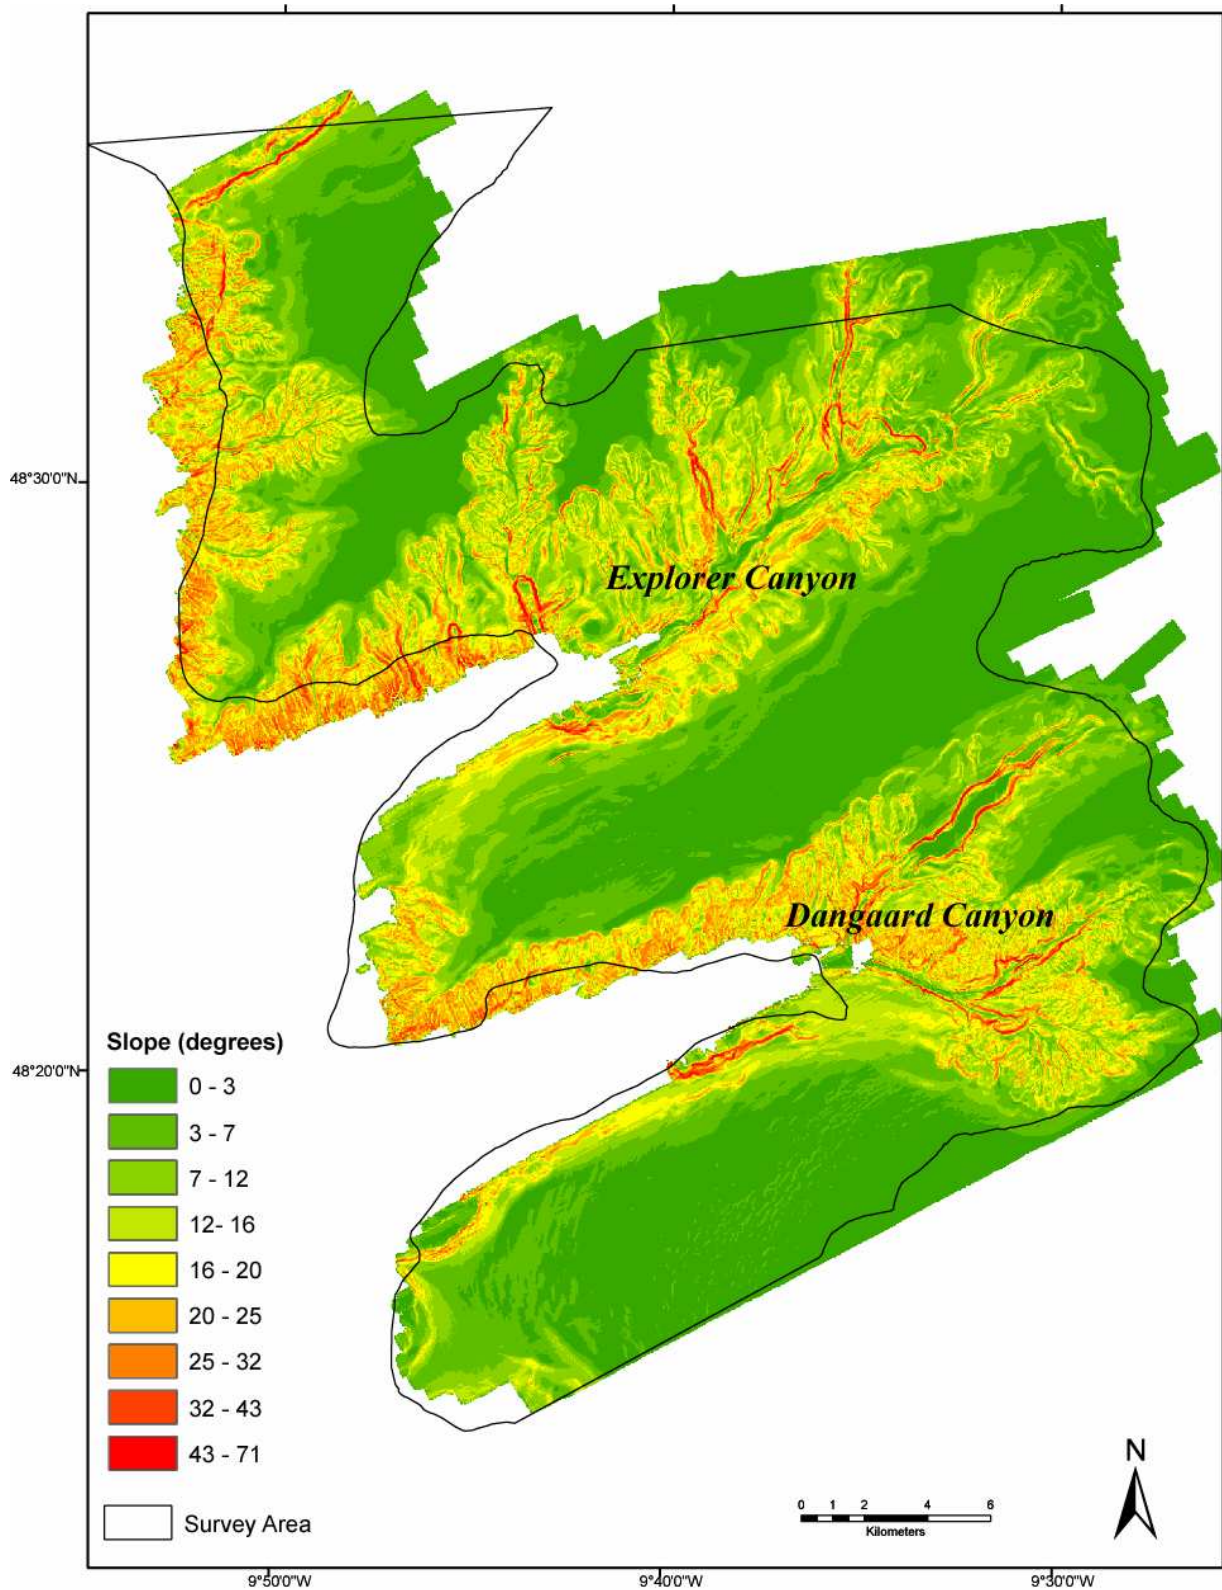 48°30'0"N
Explorer Canyon
Dangaard Canyon
Slope (degrees)
48°20'0"N
0 - 3
3 - 7
7 - 12
12- 16
16 - 20
20 - 25
25 - 32
32 - 43
43 - 71
Survey Area
0 1 2 4 6
Kilometers
N
9°50'0"W 9°40'0"W 9°30'0"W